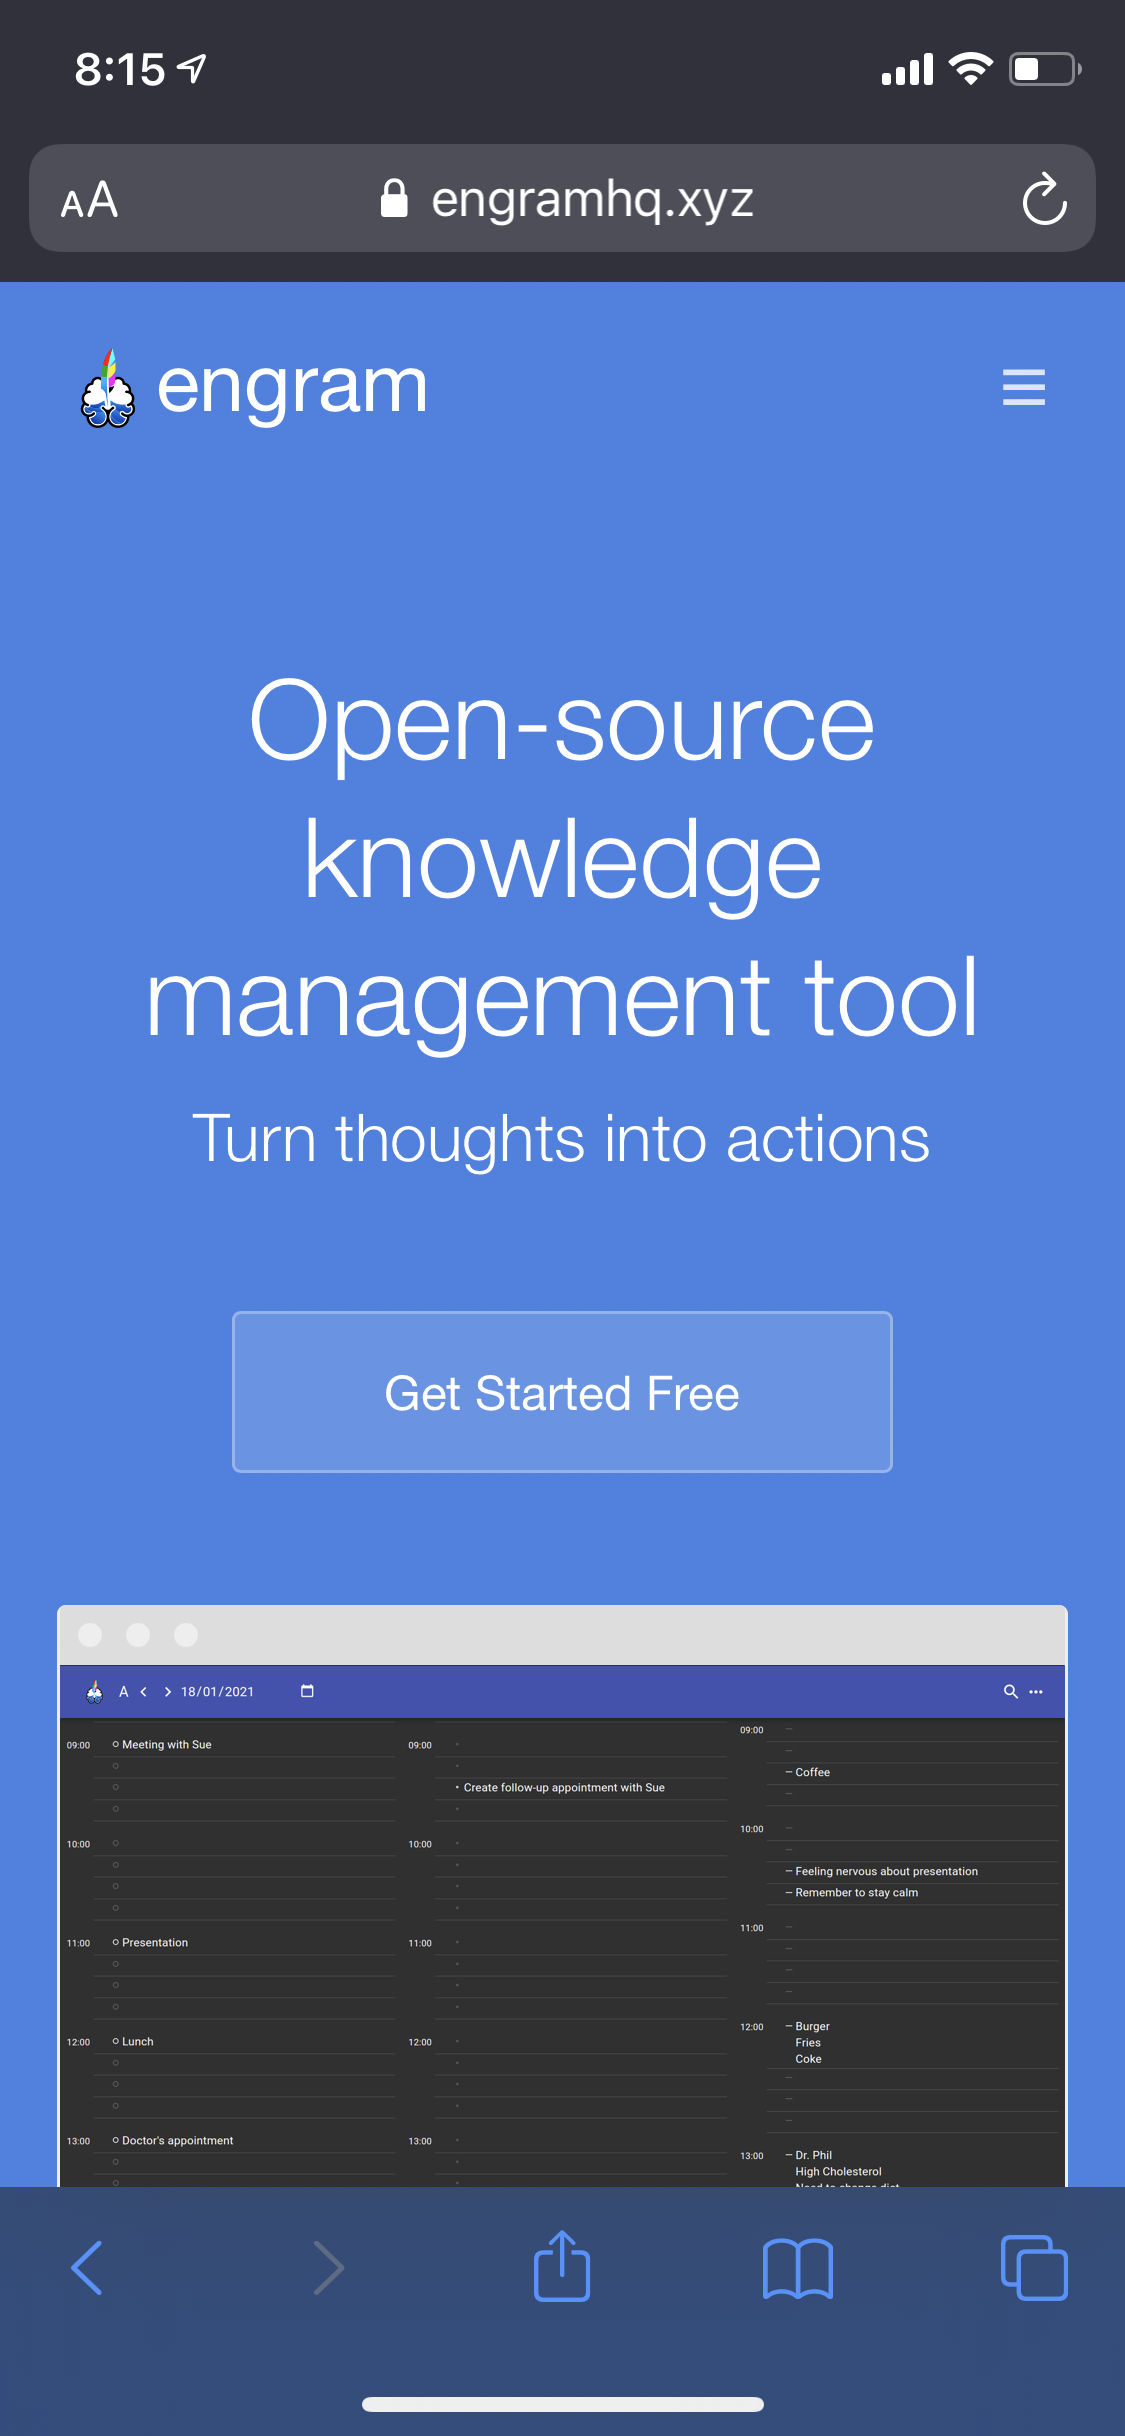 8:15
AA
engramhq.xyz
engram
Open-source
knowledge
management tool
Turn thoughts into actions
Get Started Free
A
18/01/2021
09:00
Meeting with Sue
10:00
11:00
Presentation
12:00
Lunch
13:00
Doctor's appointment
09:00
Create follow-up appointment with Sue
10:00
11:00
12:00
13:00
09:00
Coffee
10:00
Feeling nervous about presentation
Remember to stay calm
11:00
12:00
Burger
Fries
Coke
13:00
Dr. Phil
High Cholesterol